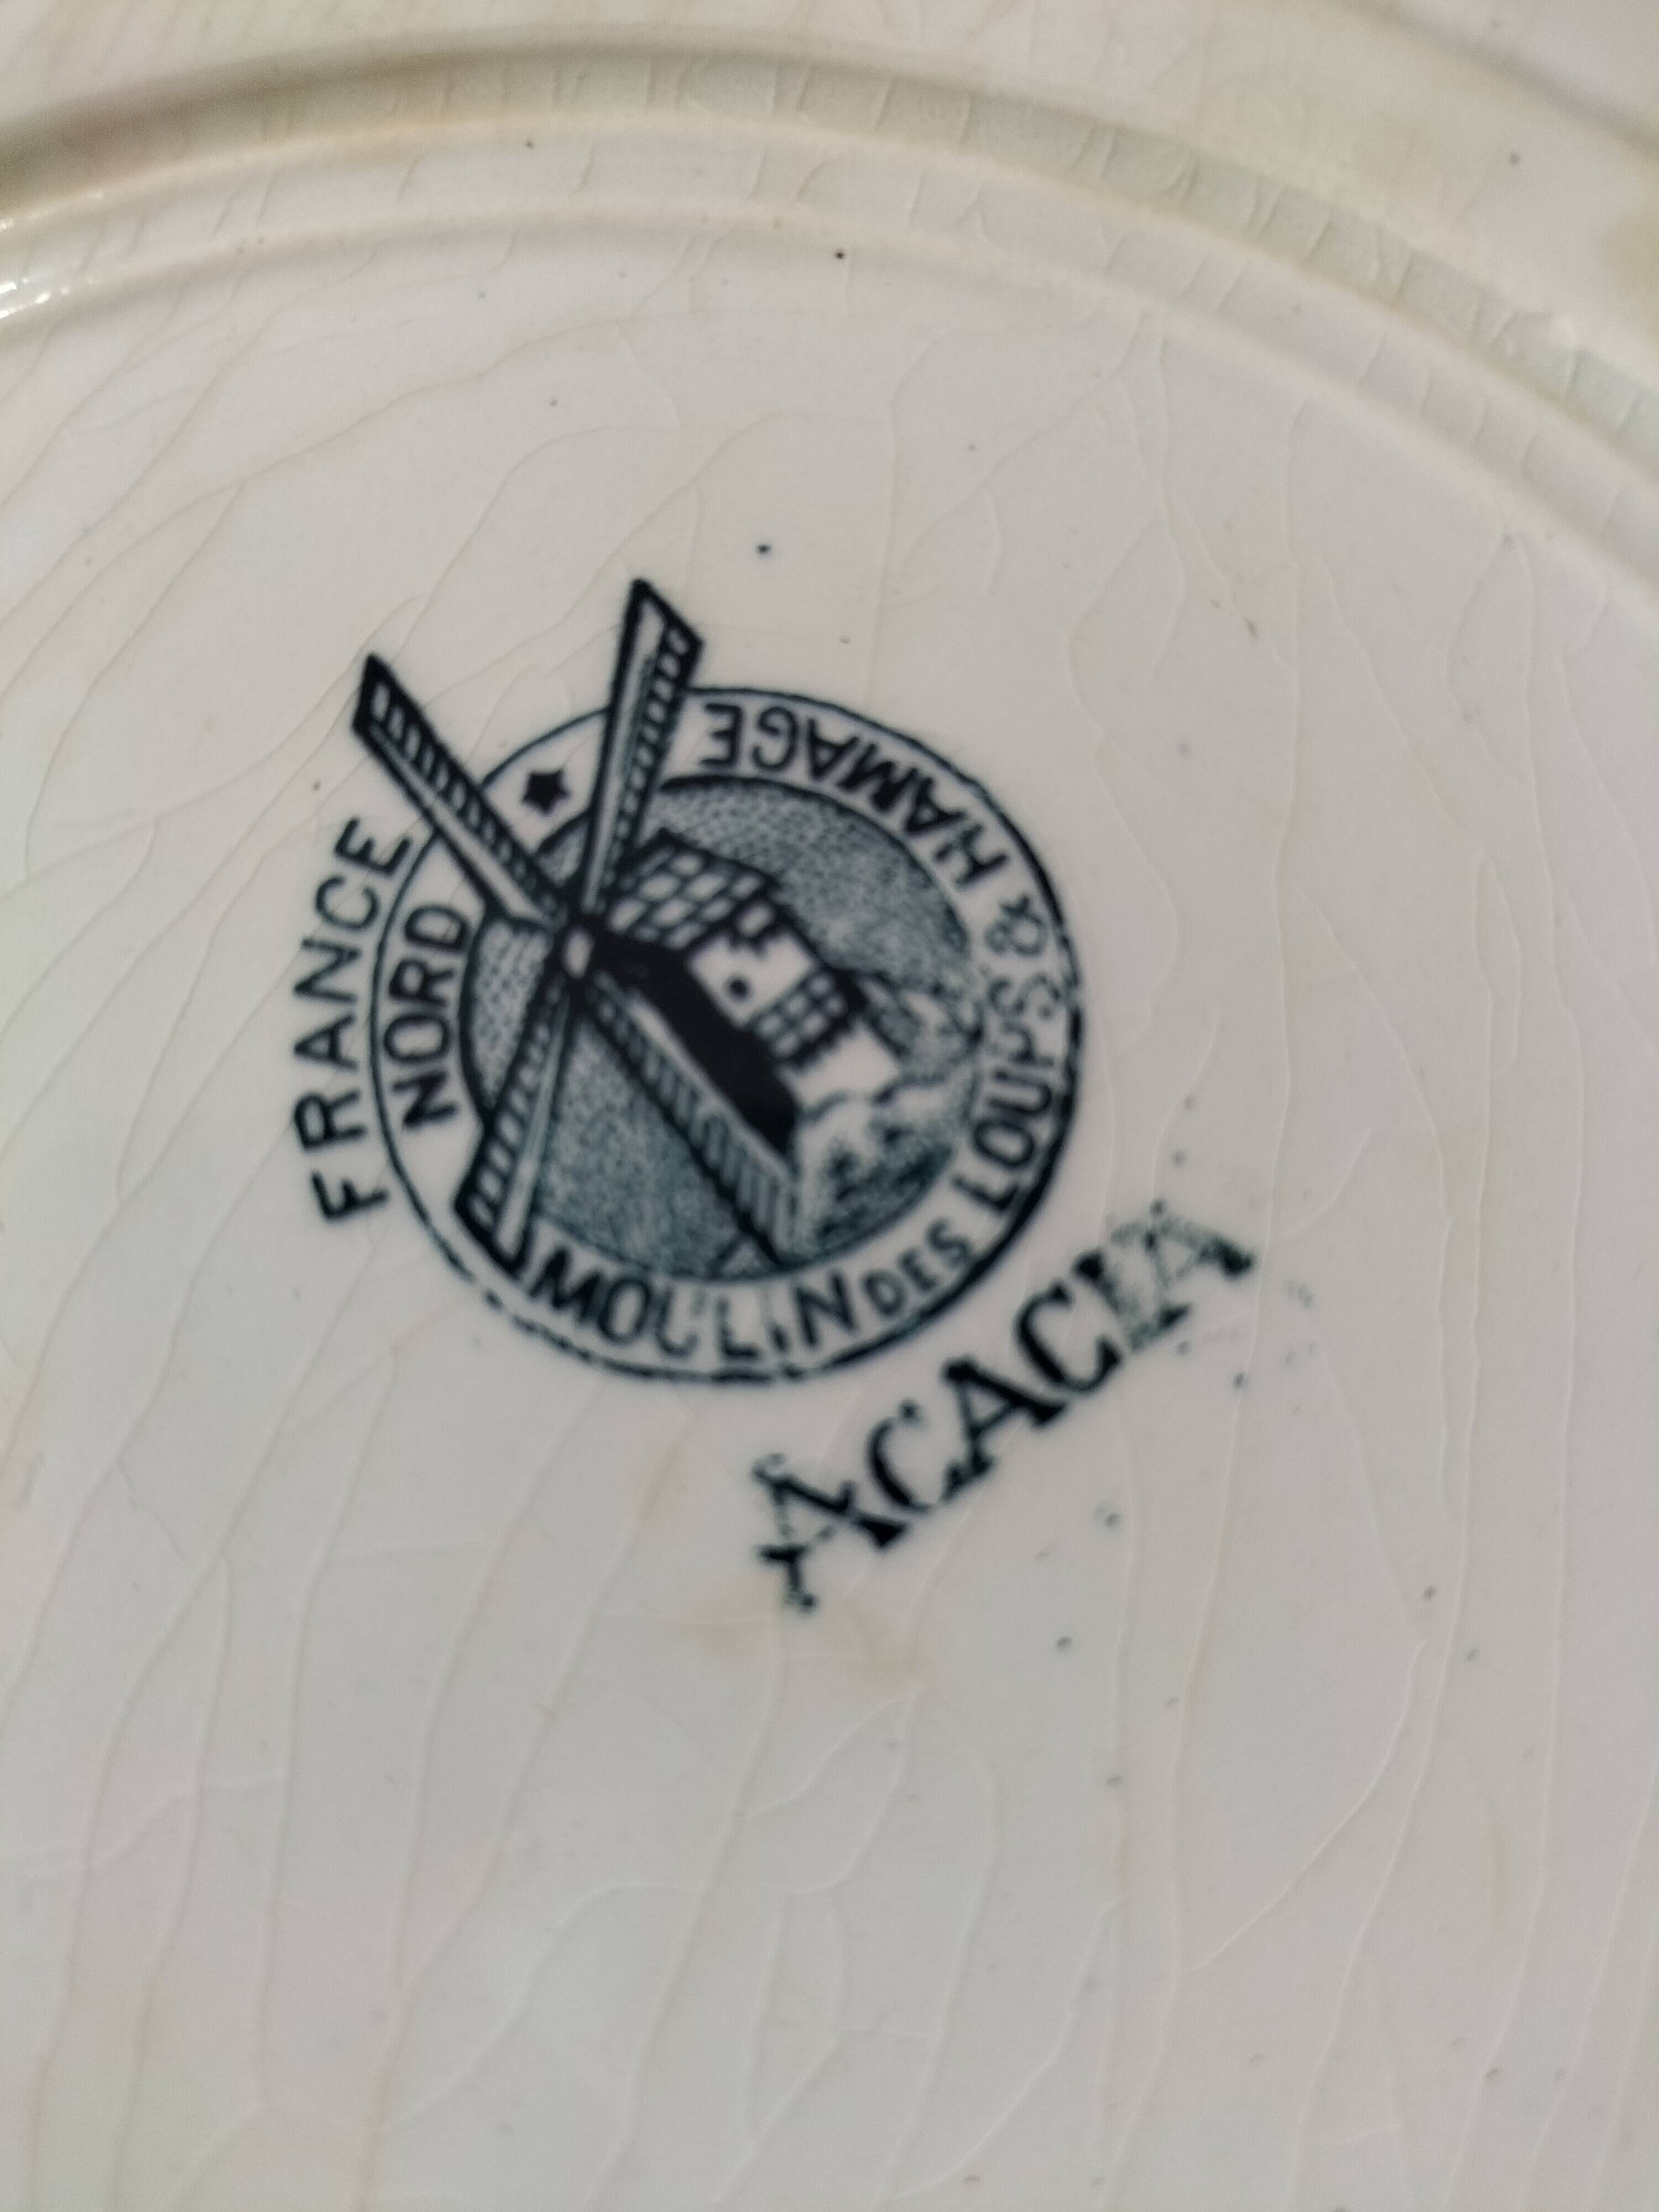 MOULIN DES LOUPS & HAMAGE
NORD
FRANCE
ACACIA